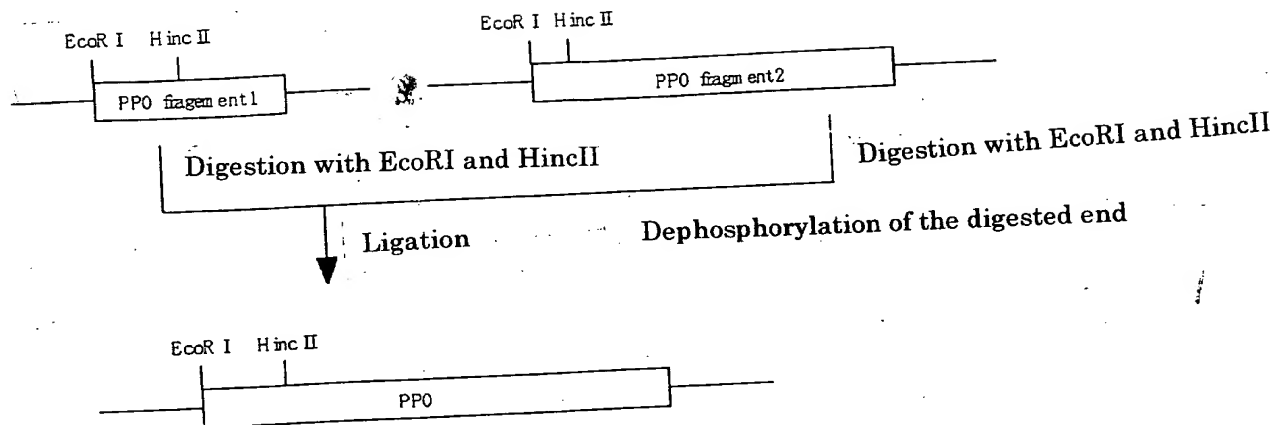 EcoR I H inc II
EcoR I H inc II
PPO fragem ent1
PPO fragm ent2
Digestion with EcoRI and HincII
Digestion with EcoRI and HincII
Ligation
Dephosphorylation of the digested end
EcoR I H inc II
PPO